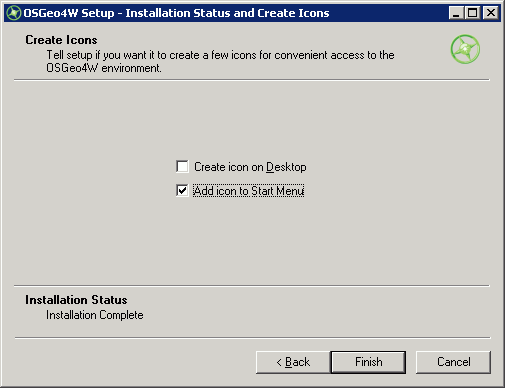 OSGeo4W Setup - Installation Status and Create Icons
Create Icons
Tell setup if you want it to create a few icons for convenient access to the
OSGeo4W environment.
Create icon on Desktop
Add icon to Start Menu
Installation Status
Installation Complete
< Back
Finish
Cancel